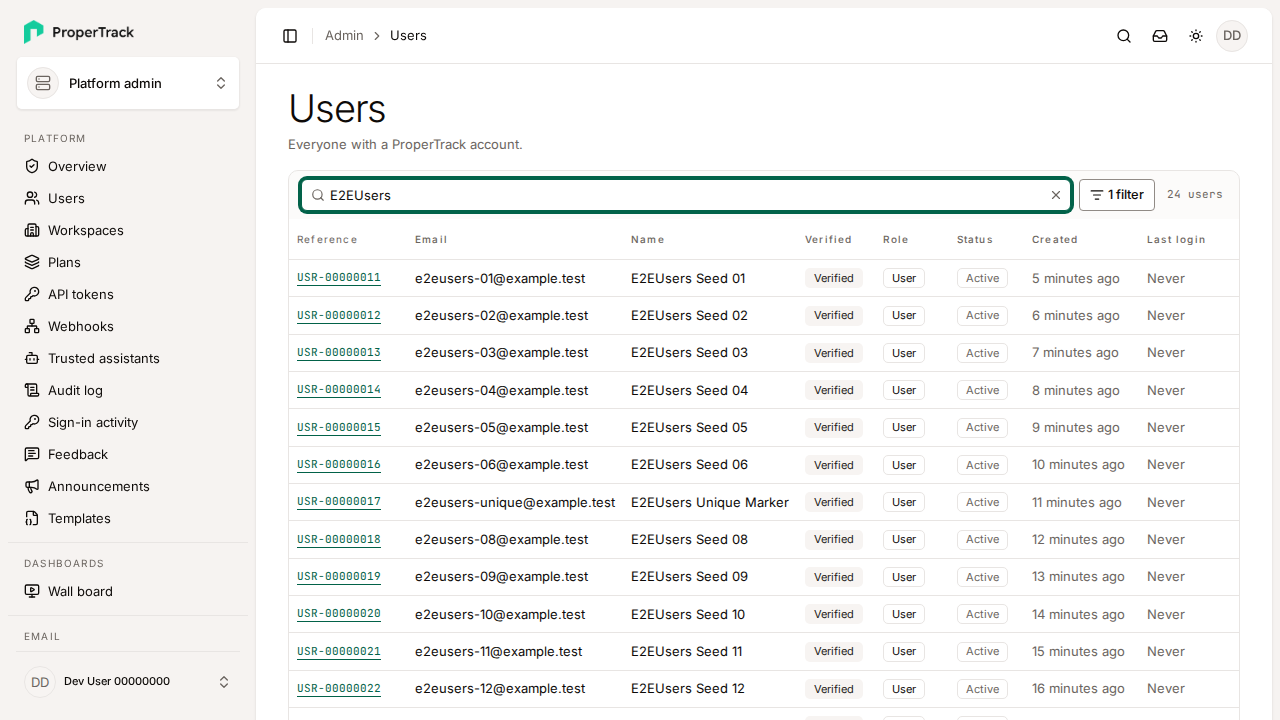 ProperTrack
Admin
Users
DD
Platform admin
PLATFORM
Overview
Users
Workspaces
Plans
API tokens
Webhooks
Trusted assistants
Audit log
Sign-in activity
Feedback
Announcements
Templates
DASHBOARDS
Wall board
EMAIL
DD
Dev User 00000000
Users
Everyone with a ProperTrack account.
E2EUsers
1 filter
24 users
Reference Email Name Verified Role Status Created Last login
USR-00000011 e2eusers-01@example.test E2EUsers Seed 01 Verified User Active 5 minutes ago Never
USR-00000012 e2eusers-02@example.test E2EUsers Seed 02 Verified User Active 6 minutes ago Never
USR-00000013 e2eusers-03@example.test E2EUsers Seed 03 Verified User Active 7 minutes ago Never
USR-00000014 e2eusers-04@example.test E2EUsers Seed 04 Verified User Active 8 minutes ago Never
USR-00000015 e2eusers-05@example.test E2EUsers Seed 05 Verified User Active 9 minutes ago Never
USR-00000016 e2eusers-06@example.test E2EUsers Seed 06 Verified User Active 10 minutes ago Never
USR-00000017 e2eusers-unique@example.test E2EUsers Unique Marker Verified User Active 11 minutes ago Never
USR-00000018 e2eusers-08@example.test E2EUsers Seed 08 Verified User Active 12 minutes ago Never
USR-00000019 e2eusers-09@example.test E2EUsers Seed 09 Verified User Active 13 minutes ago Never
USR-00000020 e2eusers-10@example.test E2EUsers Seed 10 Verified User Active 14 minutes ago Never
USR-00000021 e2eusers-11@example.test E2EUsers Seed 11 Verified User Active 15 minutes ago Never
USR-00000022 e2eusers-12@example.test E2EUsers Seed 12 Verified User Active 16 minutes ago Never